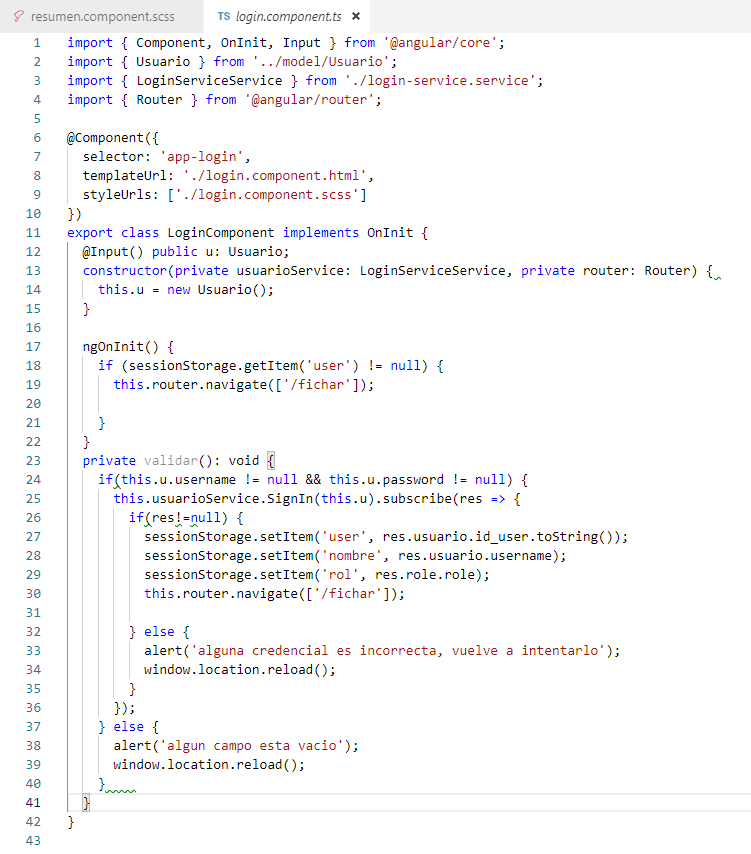 resumen.component.scss TS login.component.ts ×
1 import { Component, OnInit, Input } from '@angular/core';
2 import { Usuario } from '../model/Usuario';
3 import { LoginServiceService } from './login-service.service';
4 import { Router } from '@angular/router';
5
6 @Component({
7   selector: 'app-login',
8   templateUrl: './login.component.html',
9   styleUrls: ['./login.component.scss']
10 })
11 export class LoginComponent implements OnInit {
12   @Input() public u: Usuario;
13   constructor(private usuarioService: LoginServiceService, private router: Router) {
14     this.u = new Usuario();
15   }
16
17   ngOnInit() {
18     if (sessionStorage.getItem('user') != null) {
19       this.router.navigate(['/fichar']);
20
21     }
22   }
23   private validar(): void {
24     if(this.u.username != null && this.u.password != null) {
25       this.usuarioService.SignIn(this.u).subscribe(res => {
26         if(res!=null) {
27           sessionStorage.setItem('user', res.usuario.id_user.toString());
28           sessionStorage.setItem('nombre', res.usuario.username);
29           sessionStorage.setItem('rol', res.role.role);
30           this.router.navigate(['/fichar']);
31
32         } else {
33           alert('alguna credencial es incorrecta, vuelve a intentarlo');
34           window.location.reload();
35         }
36       });
37     } else {
38       alert('algun campo esta vacio');
39       window.location.reload();
40     }
41   }
42 }
43